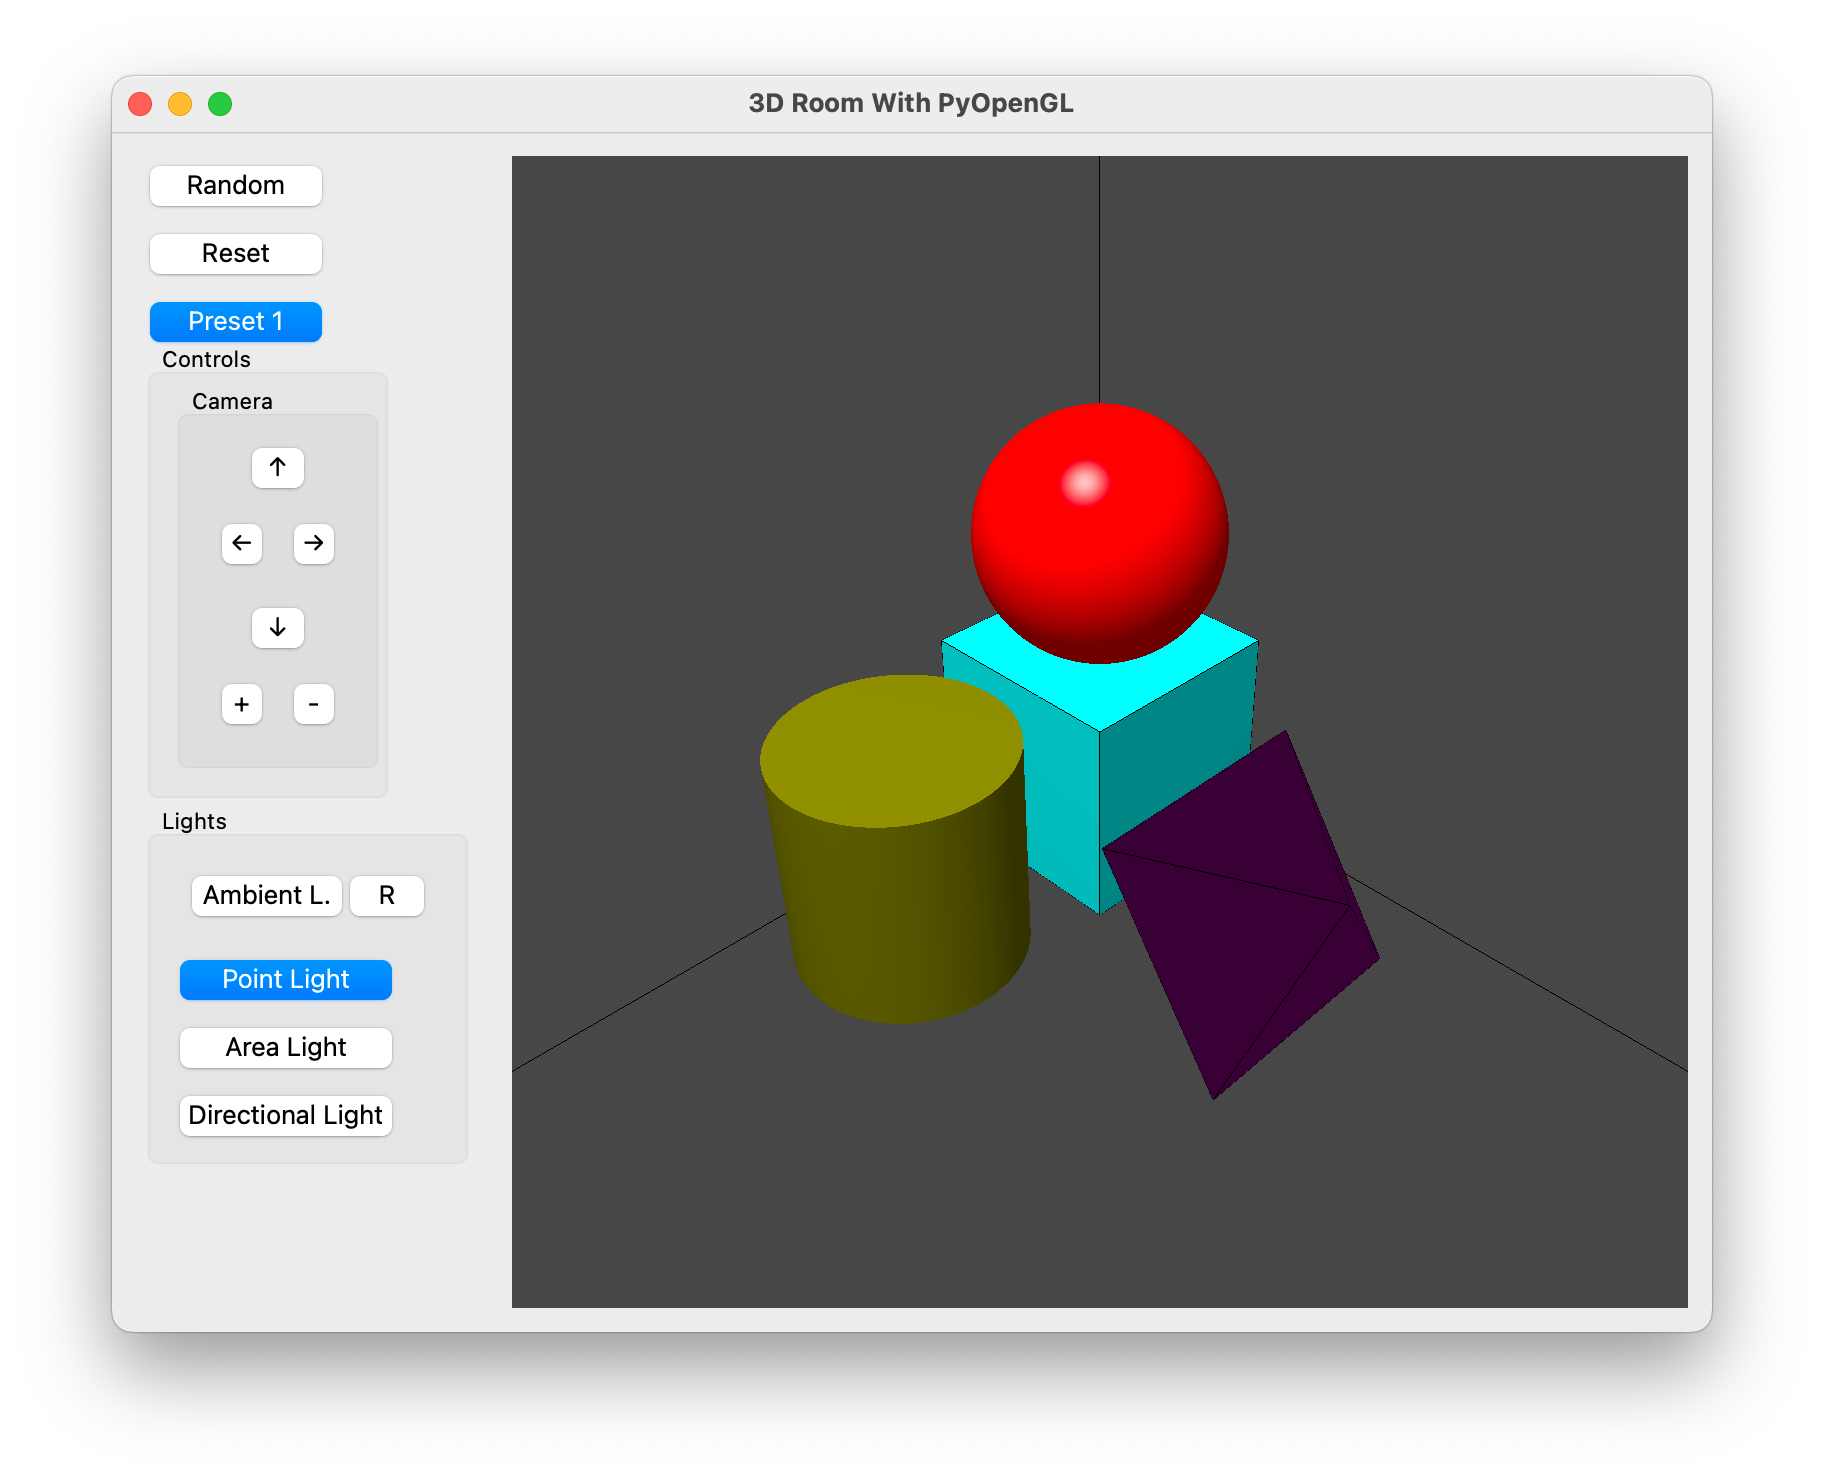 3D Room With PyOpenGL
Random
Reset
Preset 1
Controls
Camera
↑
← →
↓
+ -
Lights
Ambient L. R
Point Light
Area Light
Directional Light